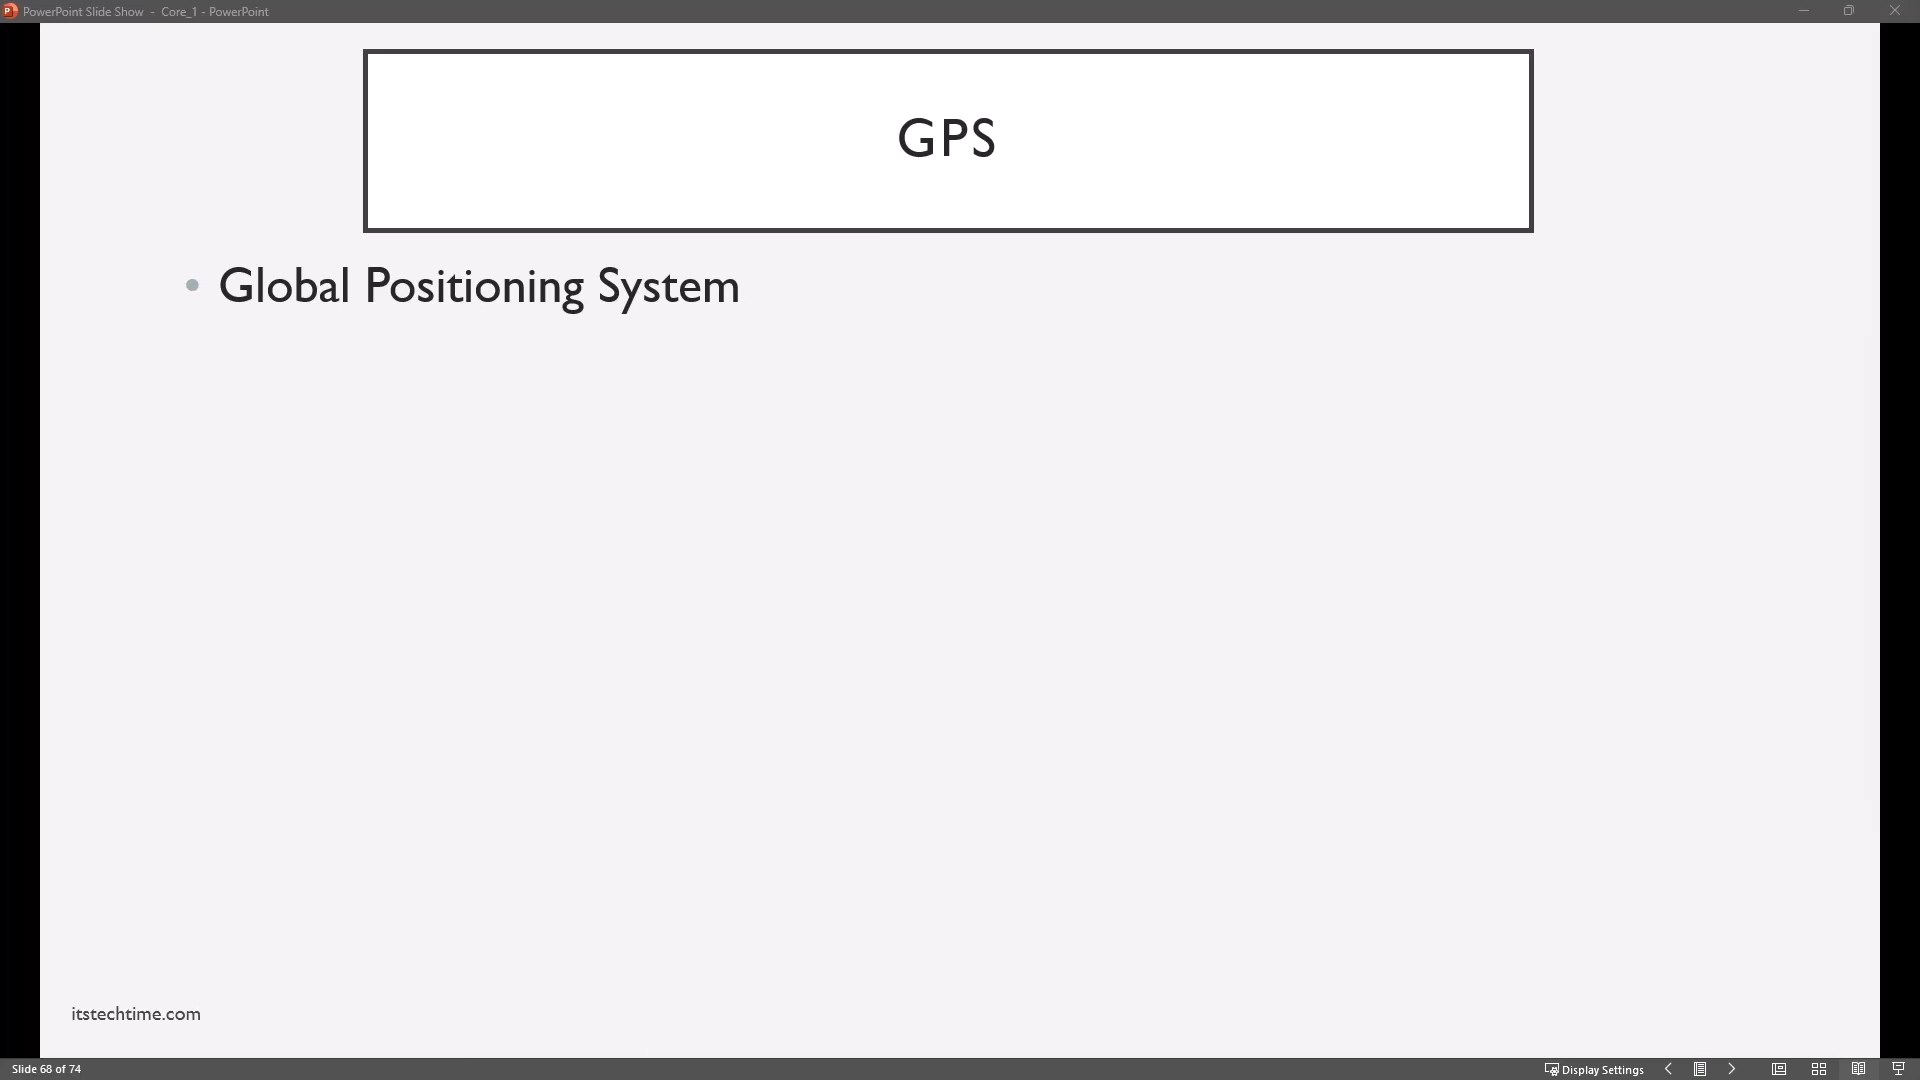 PowerPoint Slide Show - Core_1 - PowerPoint
GPS
• Global Positioning System
itstechtime.com
Slide 68 of 74
Display Settings